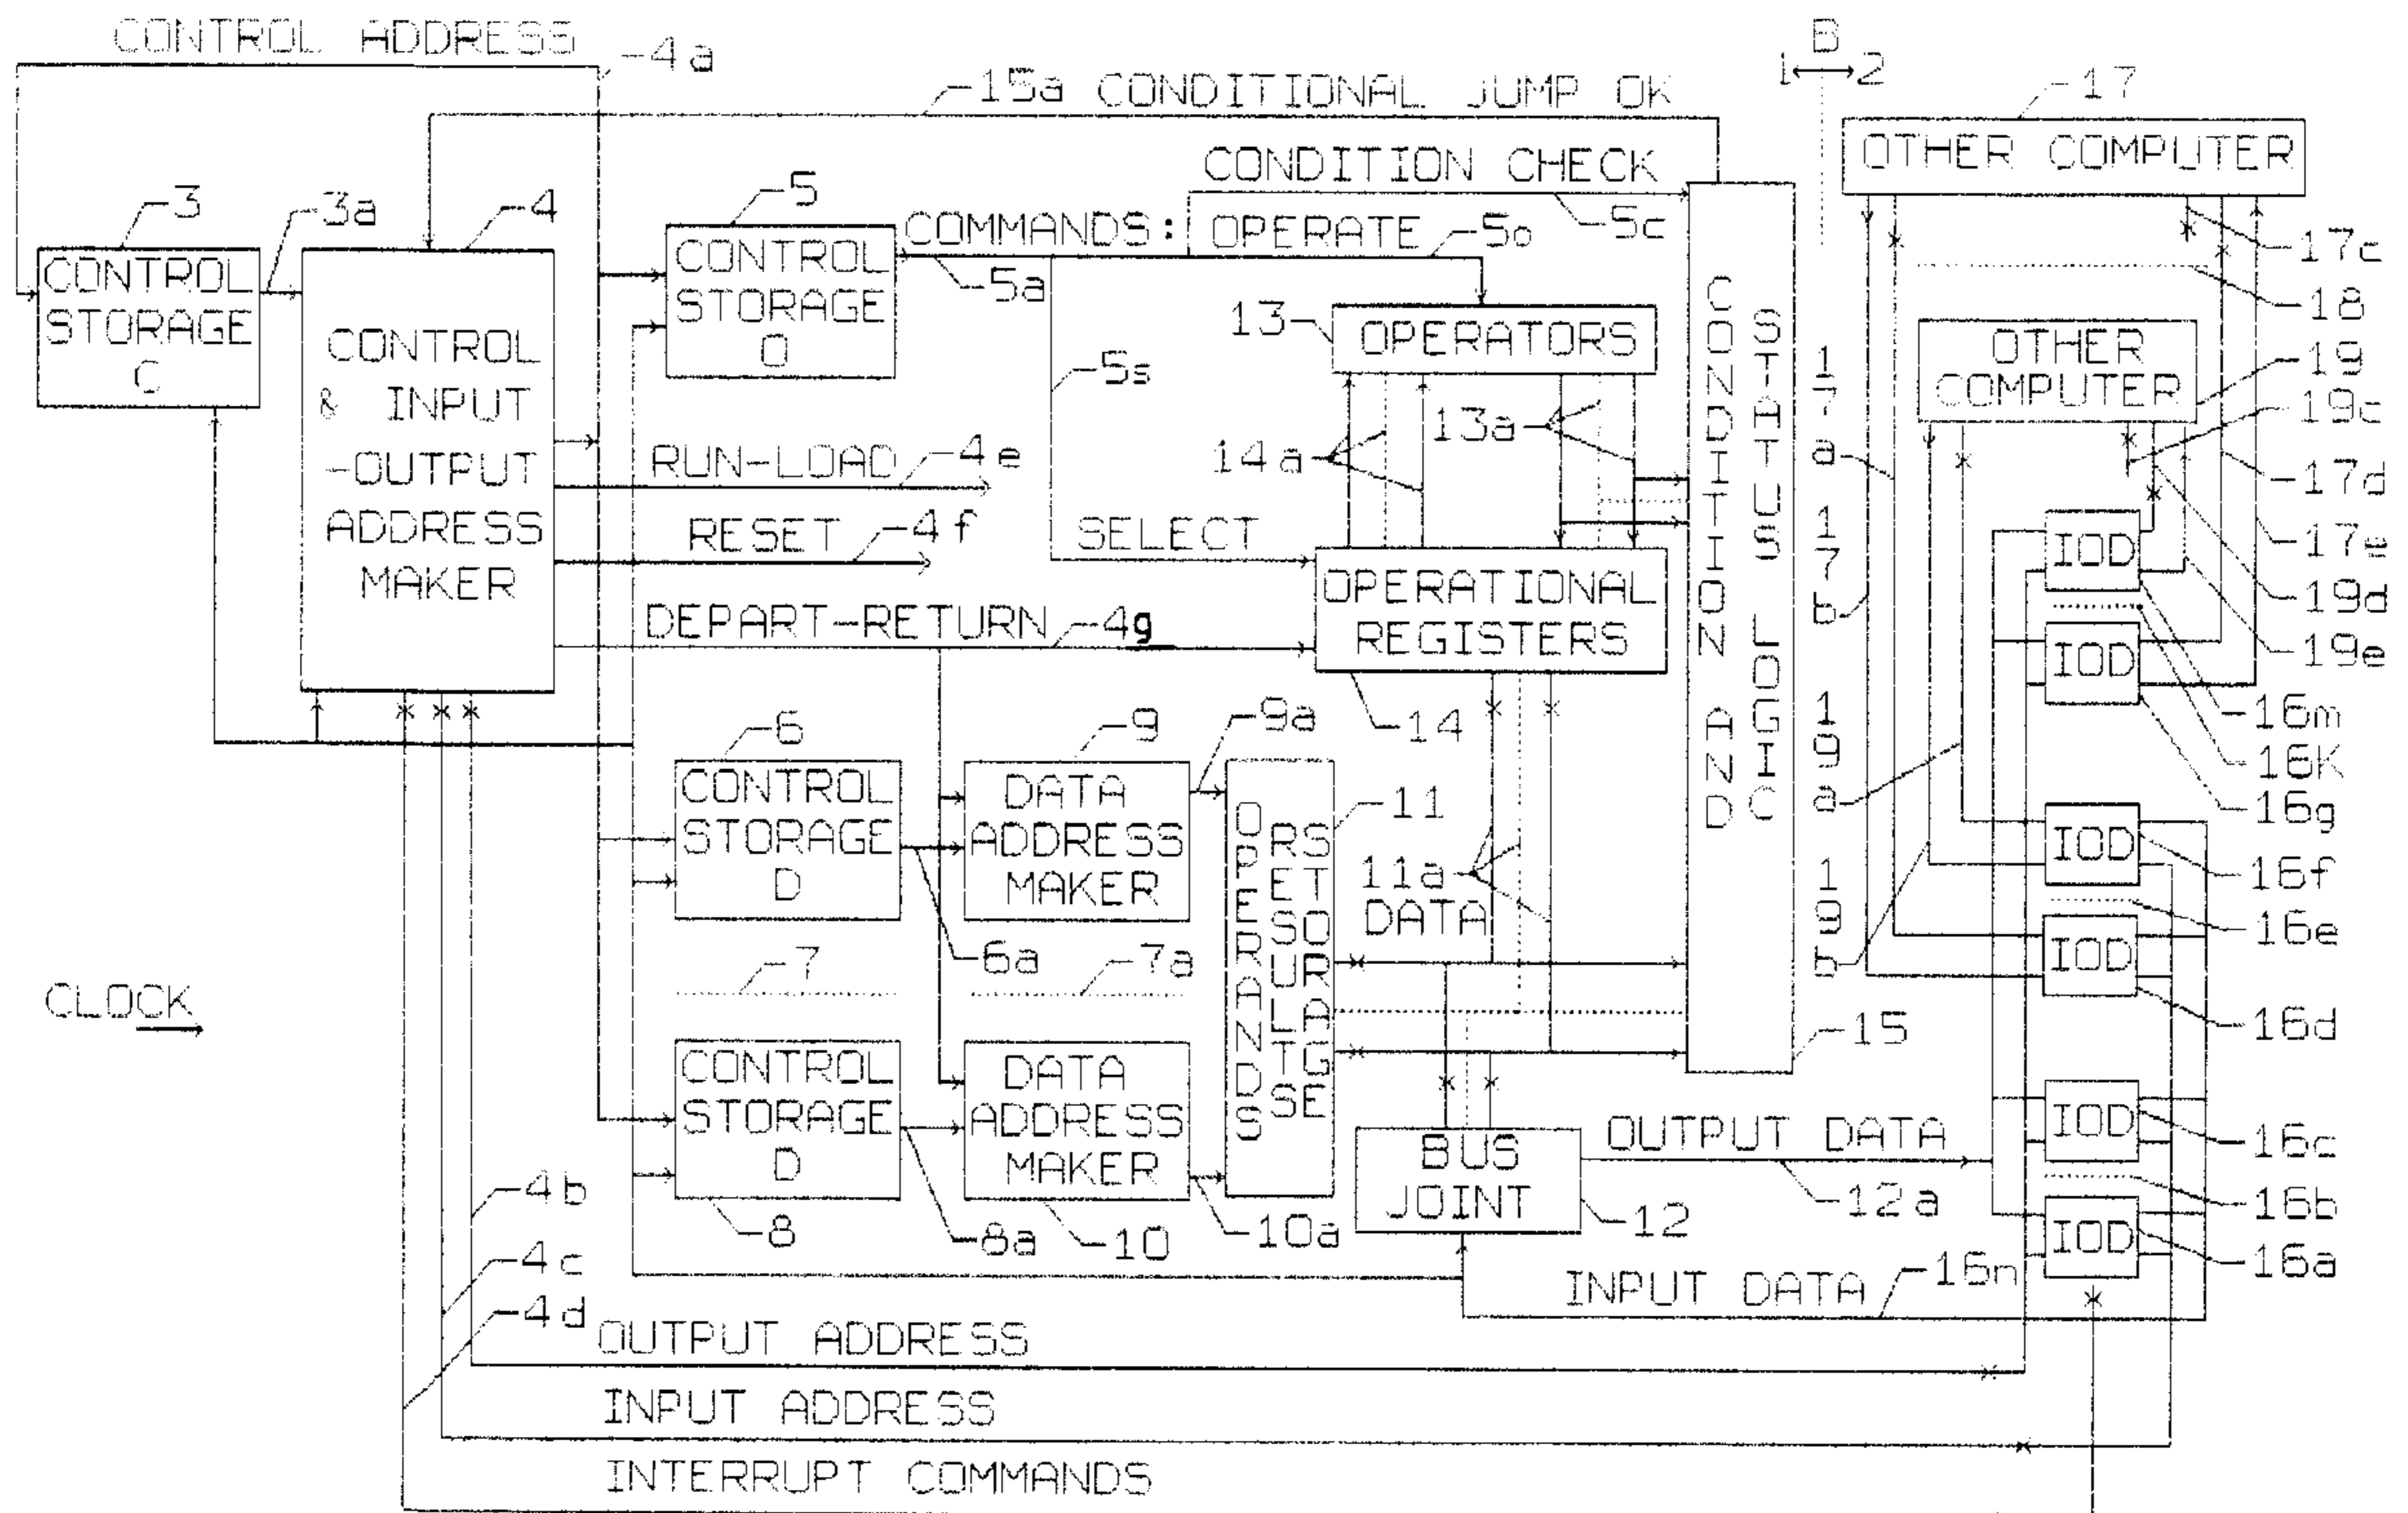 CONTROL ADDRESS
4a
15a CONDITIONAL JUMP OK
B
1 2
17
OTHER COMPUTER
CONDITION CHECK
5c
3
3a
4
5
COMMANDS: OPERATE
5o
5a
17c
18
CONTROL
STORAGE
C
CONTROL
& INPUT
-OUTPUT
ADDRESS
MAKER
CONTROL
STORAGE
O
13
OPERATORS
5s
14a
13a
CONDITION AND
STATUS LOGIC
17a 17b 19a 19b
OTHER
COMPUTER
19
19c
17d
17e
19d
19e
RUN-LOAD
4e
RESET
4f
SELECT
OPERATIONAL
REGISTERS
DEPART-RETURN
4g
14
IOD
IOD
16m
16K
16g
6
CONTROL
STORAGE
D
9
DATA
ADDRESS
MAKER
9a
11
OPERANDS
RESULTS
STORAGE
11a
DATA
IOD
16f
16e
IOD
16d
6a
7
7a
CLOCK
15
CONTROL
STORAGE
D
DATA
ADDRESS
MAKER
8
8a
10
10a
BUS
JOINT
12
OUTPUT DATA
12a
IOD
16c
16b
IOD
16a
4b
4c
4d
INPUT DATA
16n
OUTPUT ADDRESS
INPUT ADDRESS
INTERRUPT COMMANDS